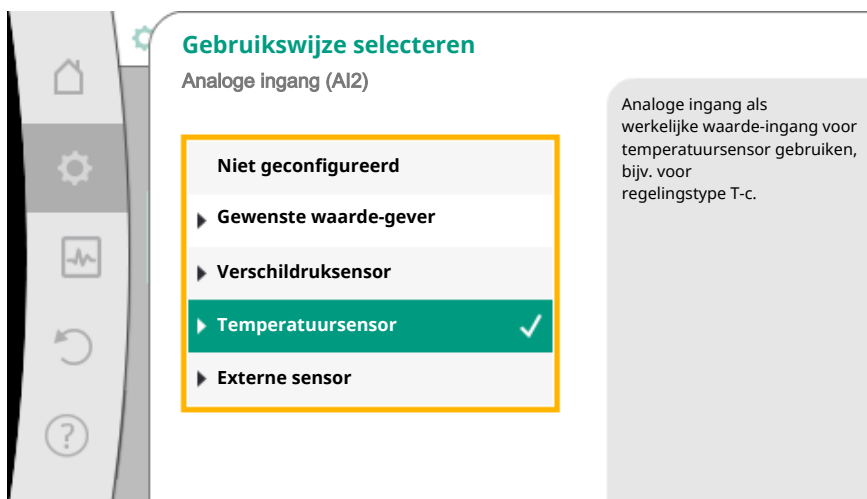 Gebruikswijze selecteren
Analoge ingang (AI2)
Niet geconfigureerd
Gewenste waarde-gever
Verschildruksensor
Temperatuursensor
Externe sensor
Analoge ingang als
werkelijke waarde-ingang voor
temperatuursensor gebruiken,
bijv. voor
regelingstype T-c.
?